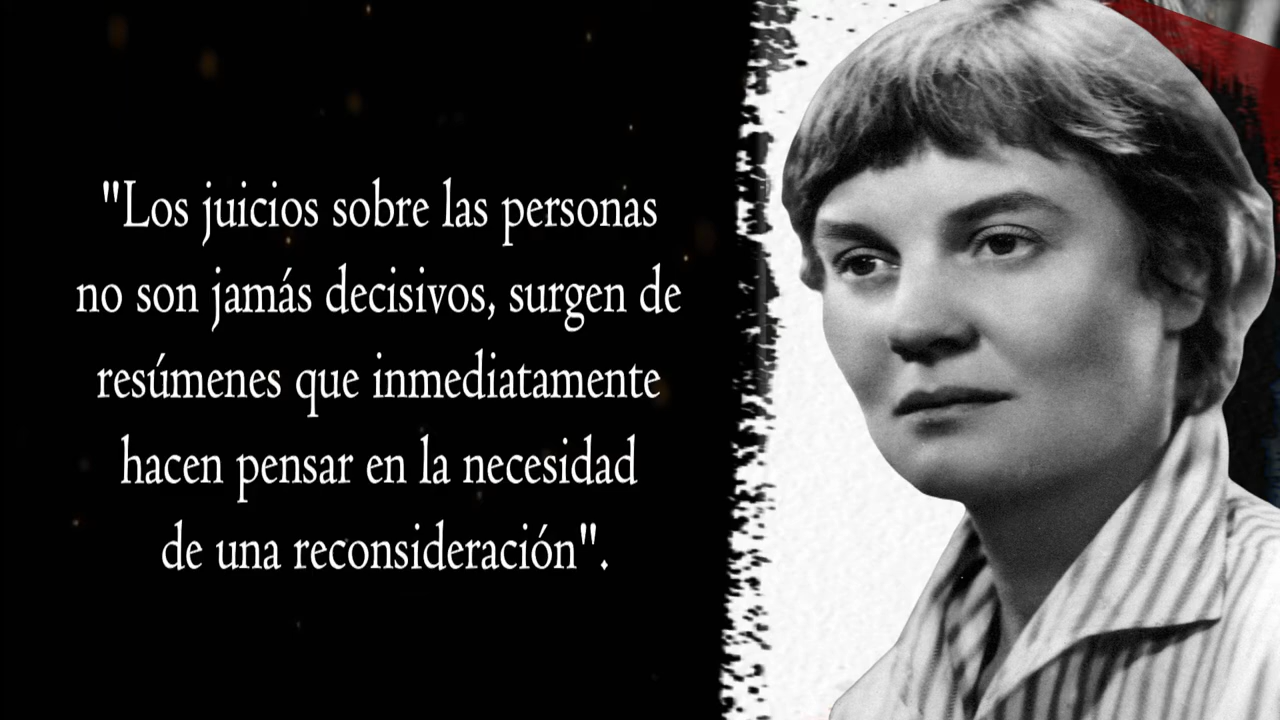 "Los juicios sobre las personas
no son jamás decisivos, surgen de
resúmenes que inmediatamente
hacen pensar en la necesidad
de una reconsideración".